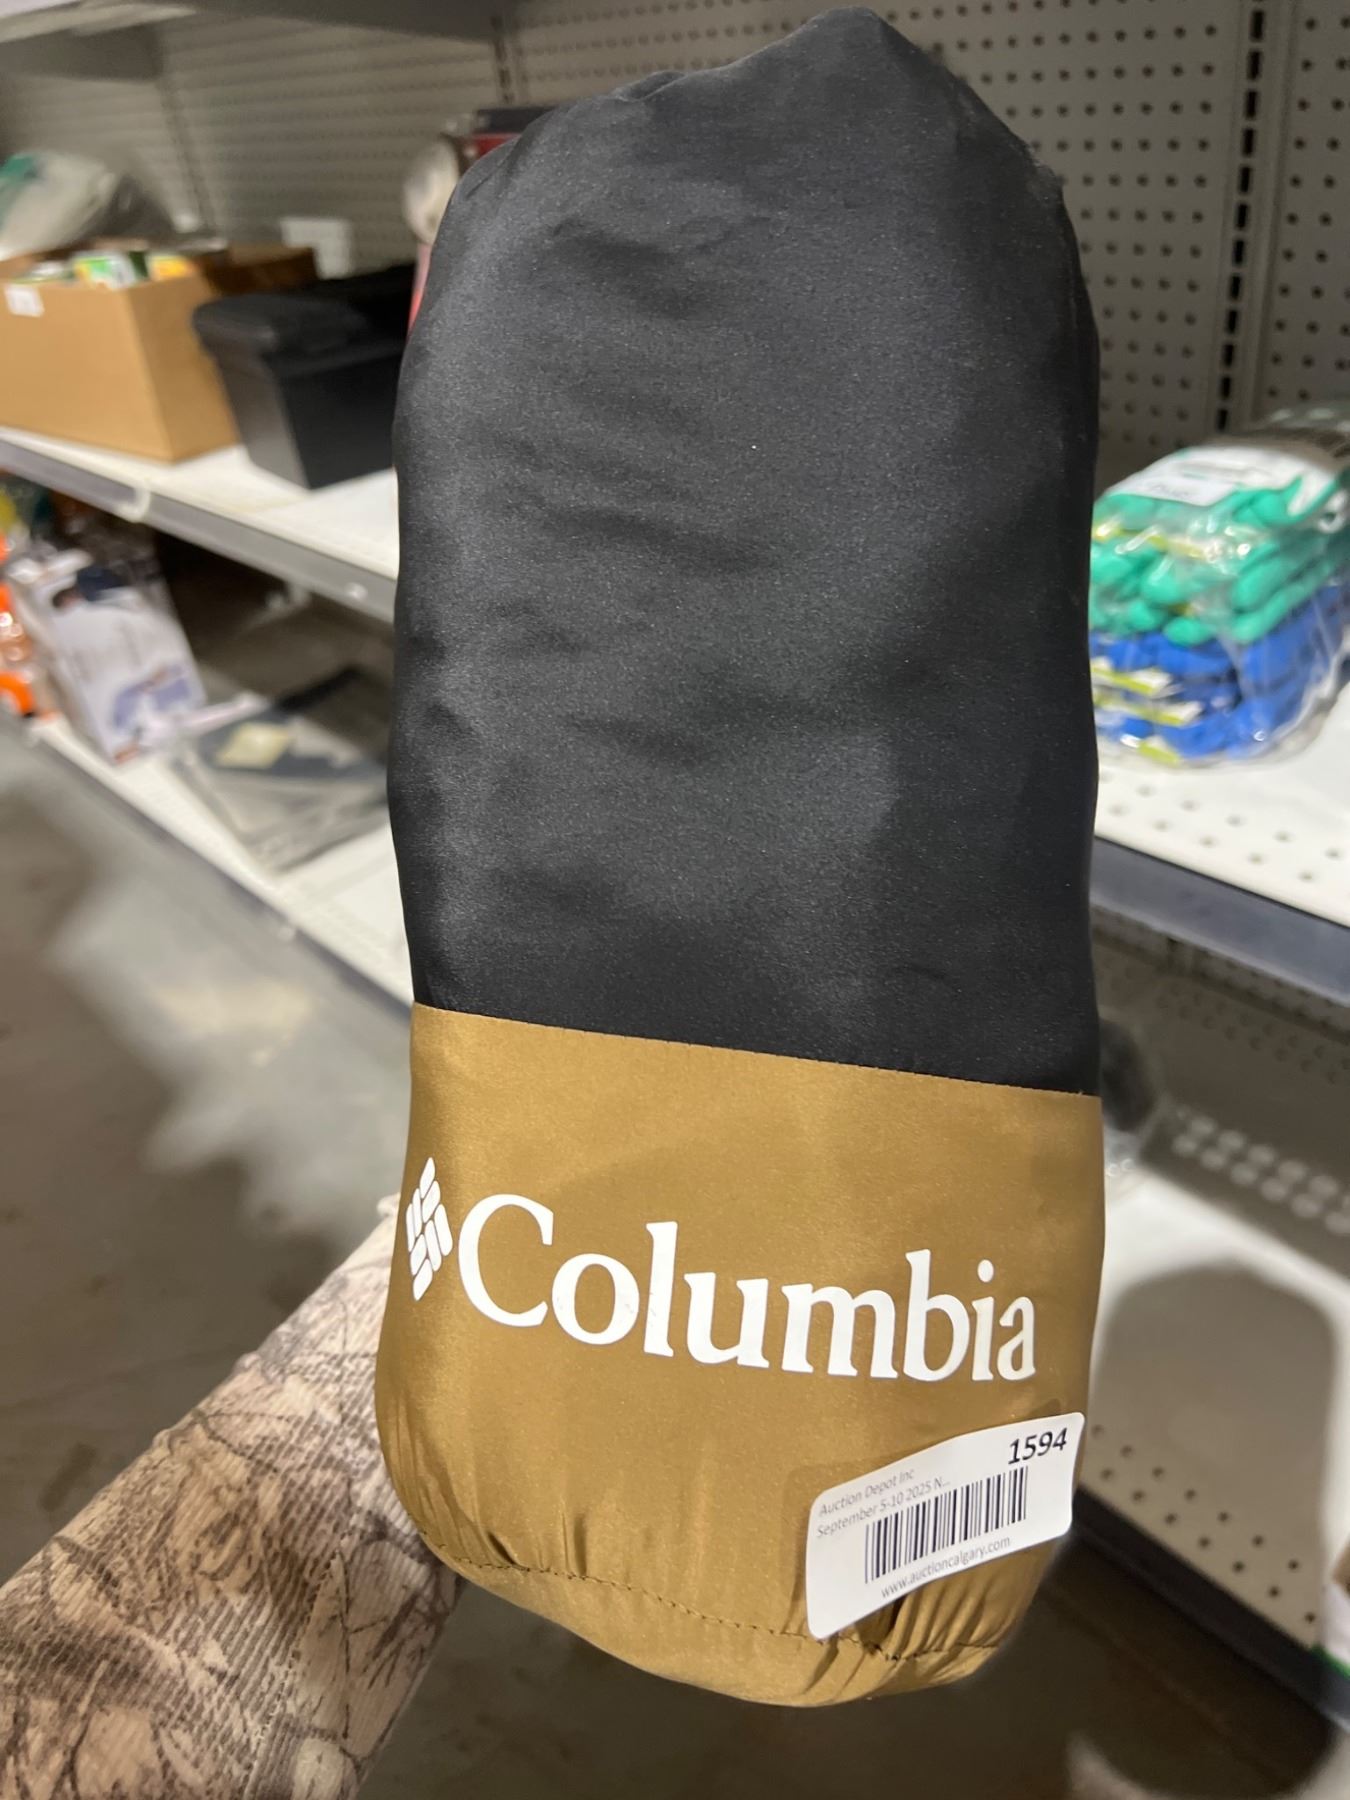 Columbia
1594
Auction Depot Inc
September 5-10 2025 N...
www.auctioncalgary.com